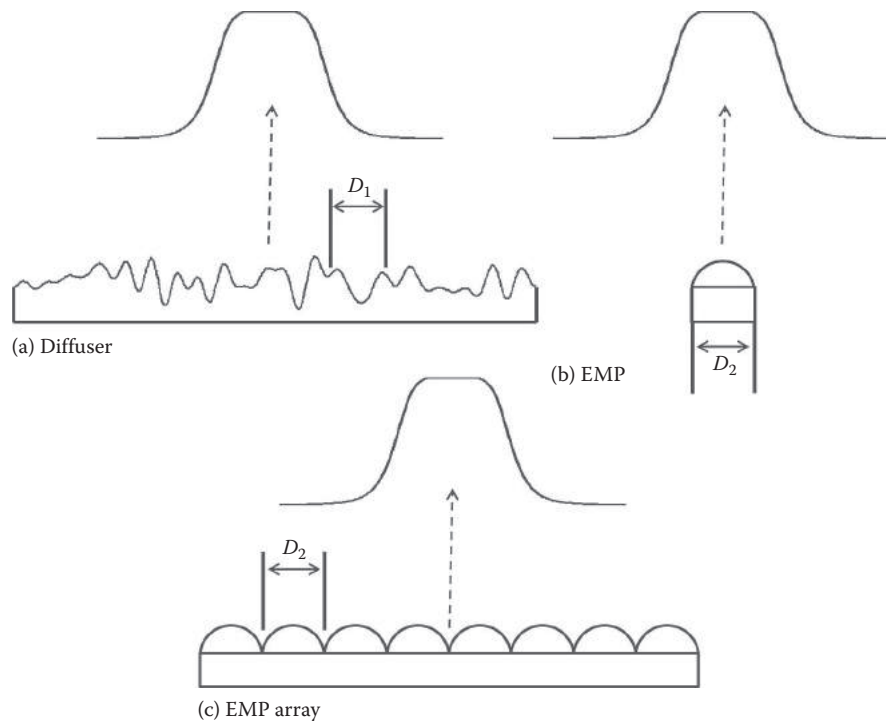 D₁
(a) Diffuser
D₂
(b) EMP
D₂
(c) EMP array